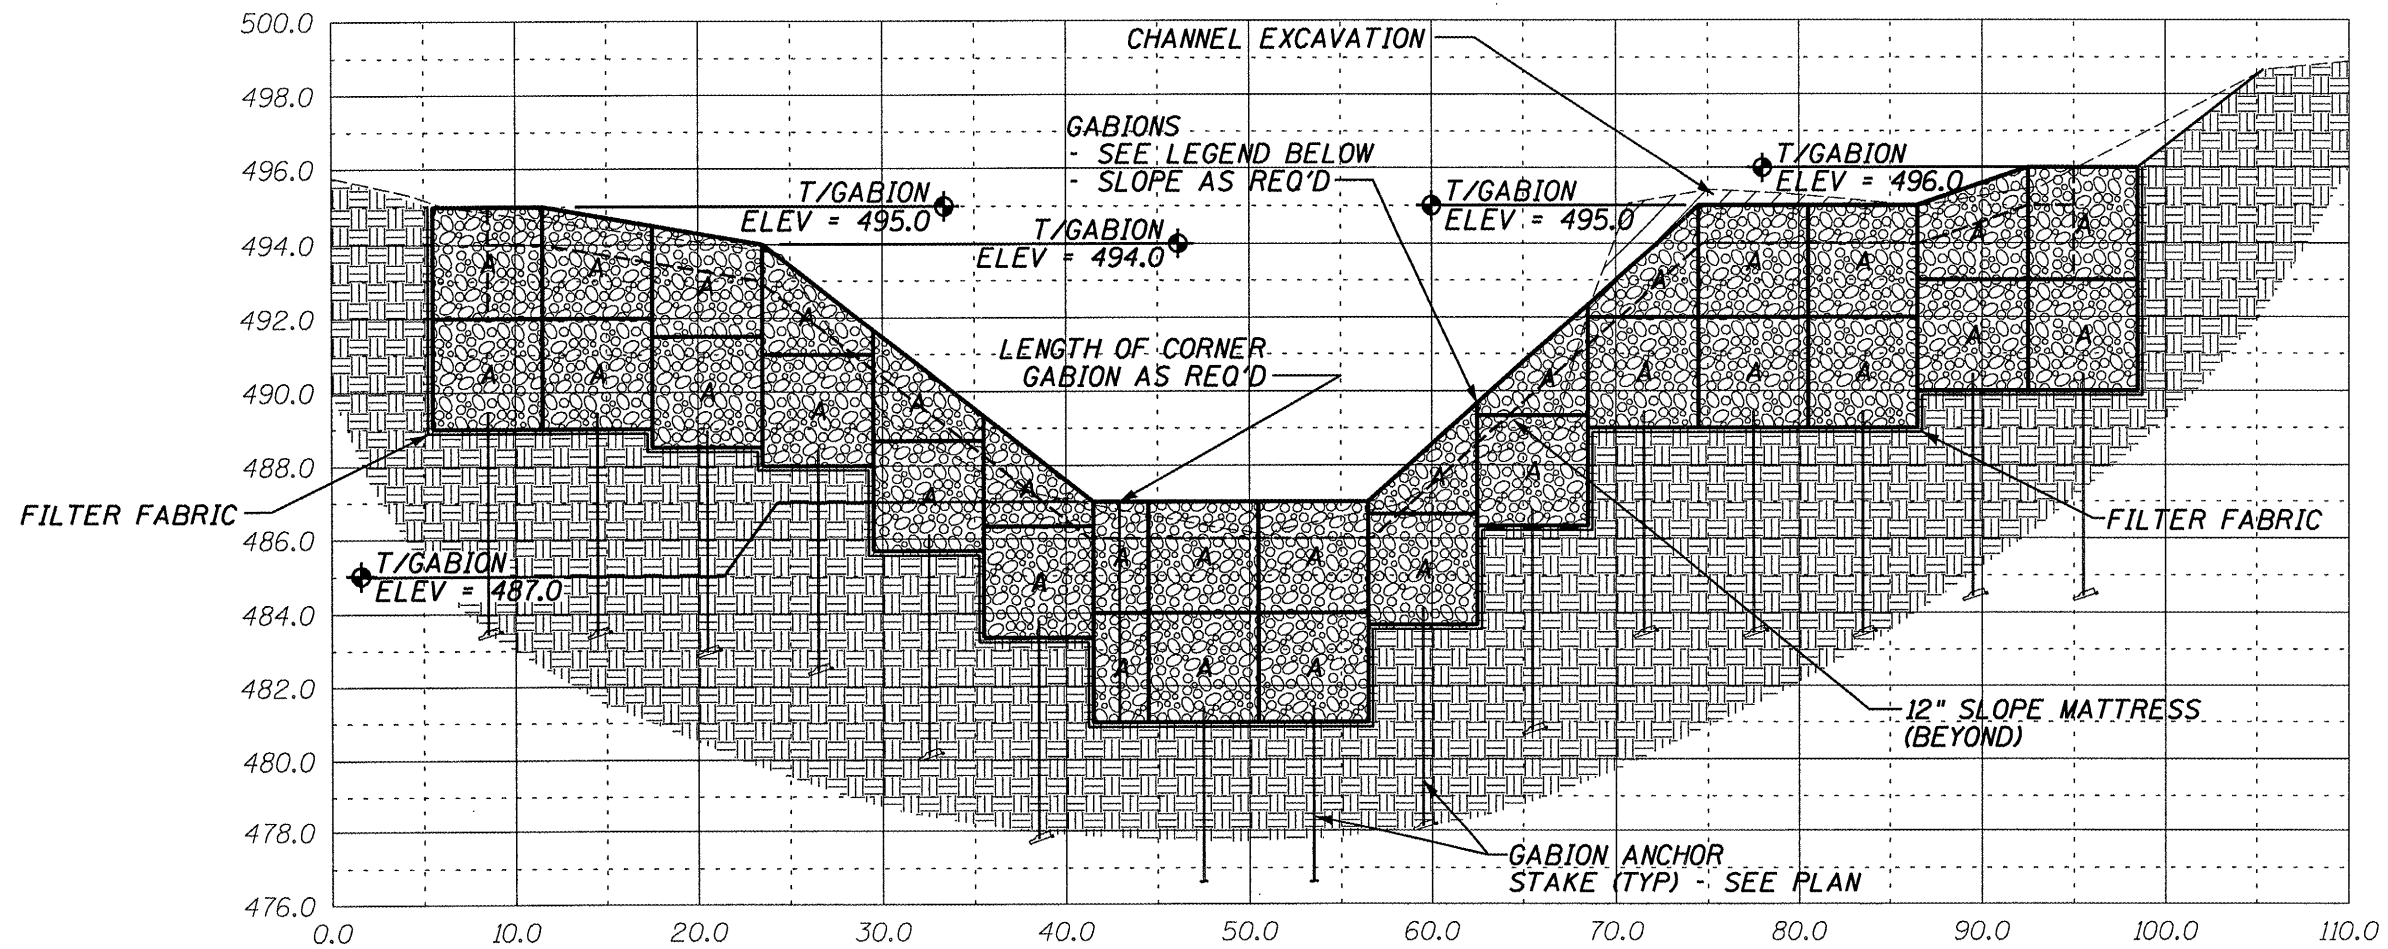 500.0
498.0
496.0
494.0
492.0
490.0
488.0
486.0
484.0
482.0
480.0
478.0
476.0
0.0 10.0 20.0 30.0 40.0 50.0 60.0 70.0 80.0 90.0 100.0 110.0
CHANNEL EXCAVATION
GABIONS
- SEE LEGEND BELOW
- SLOPE AS REQ'D
T/GABION
ELEV = 495.0
T/GABION
ELEV = 494.0
T/GABION
ELEV = 495.0
T/GABION
ELEV = 496.0
LENGTH OF CORNER
GABION AS REQ'D
FILTER FABRIC
T/GABION
ELEV = 487.0
FILTER FABRIC
12" SLOPE MATTRESS
(BEYOND)
GABION ANCHOR
STAKE (TYP) - SEE PLAN
A A A A A A A A A A A A A A
A A A A A A A A A A A A A A A A A A